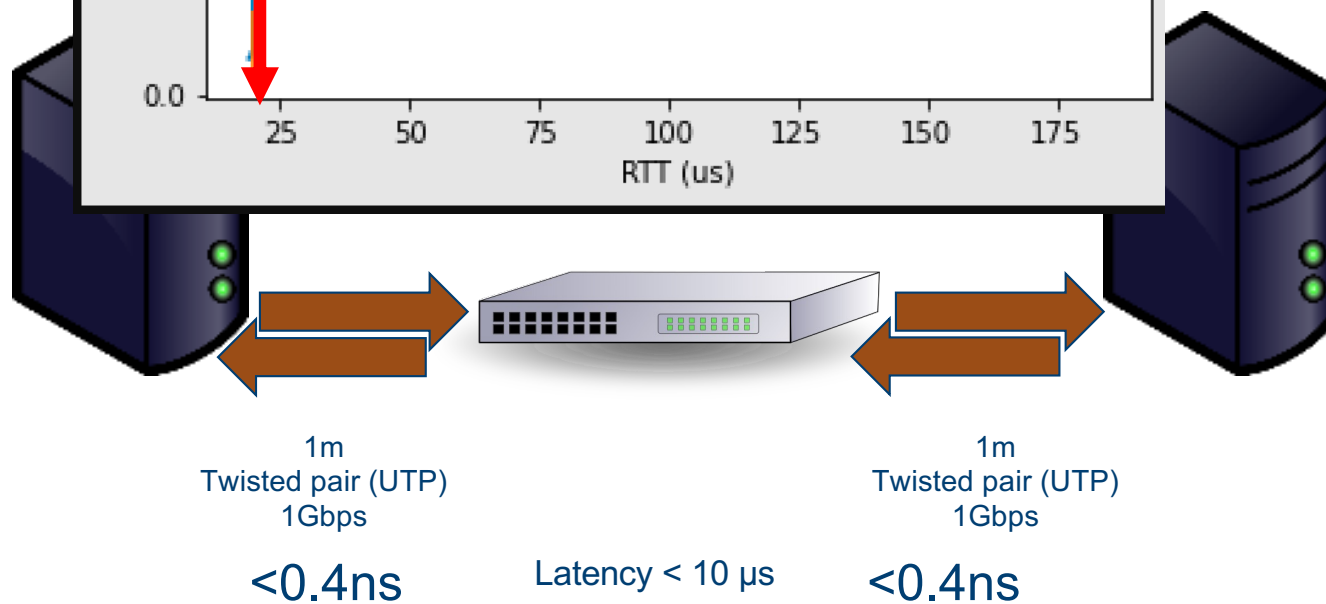 0.0
25 50 75 100 125 150 175
RTT (us)
1m
Twisted pair (UTP)
1Gbps
1m
Twisted pair (UTP)
1Gbps
<0.4ns
Latency < 10 µs
<0.4ns